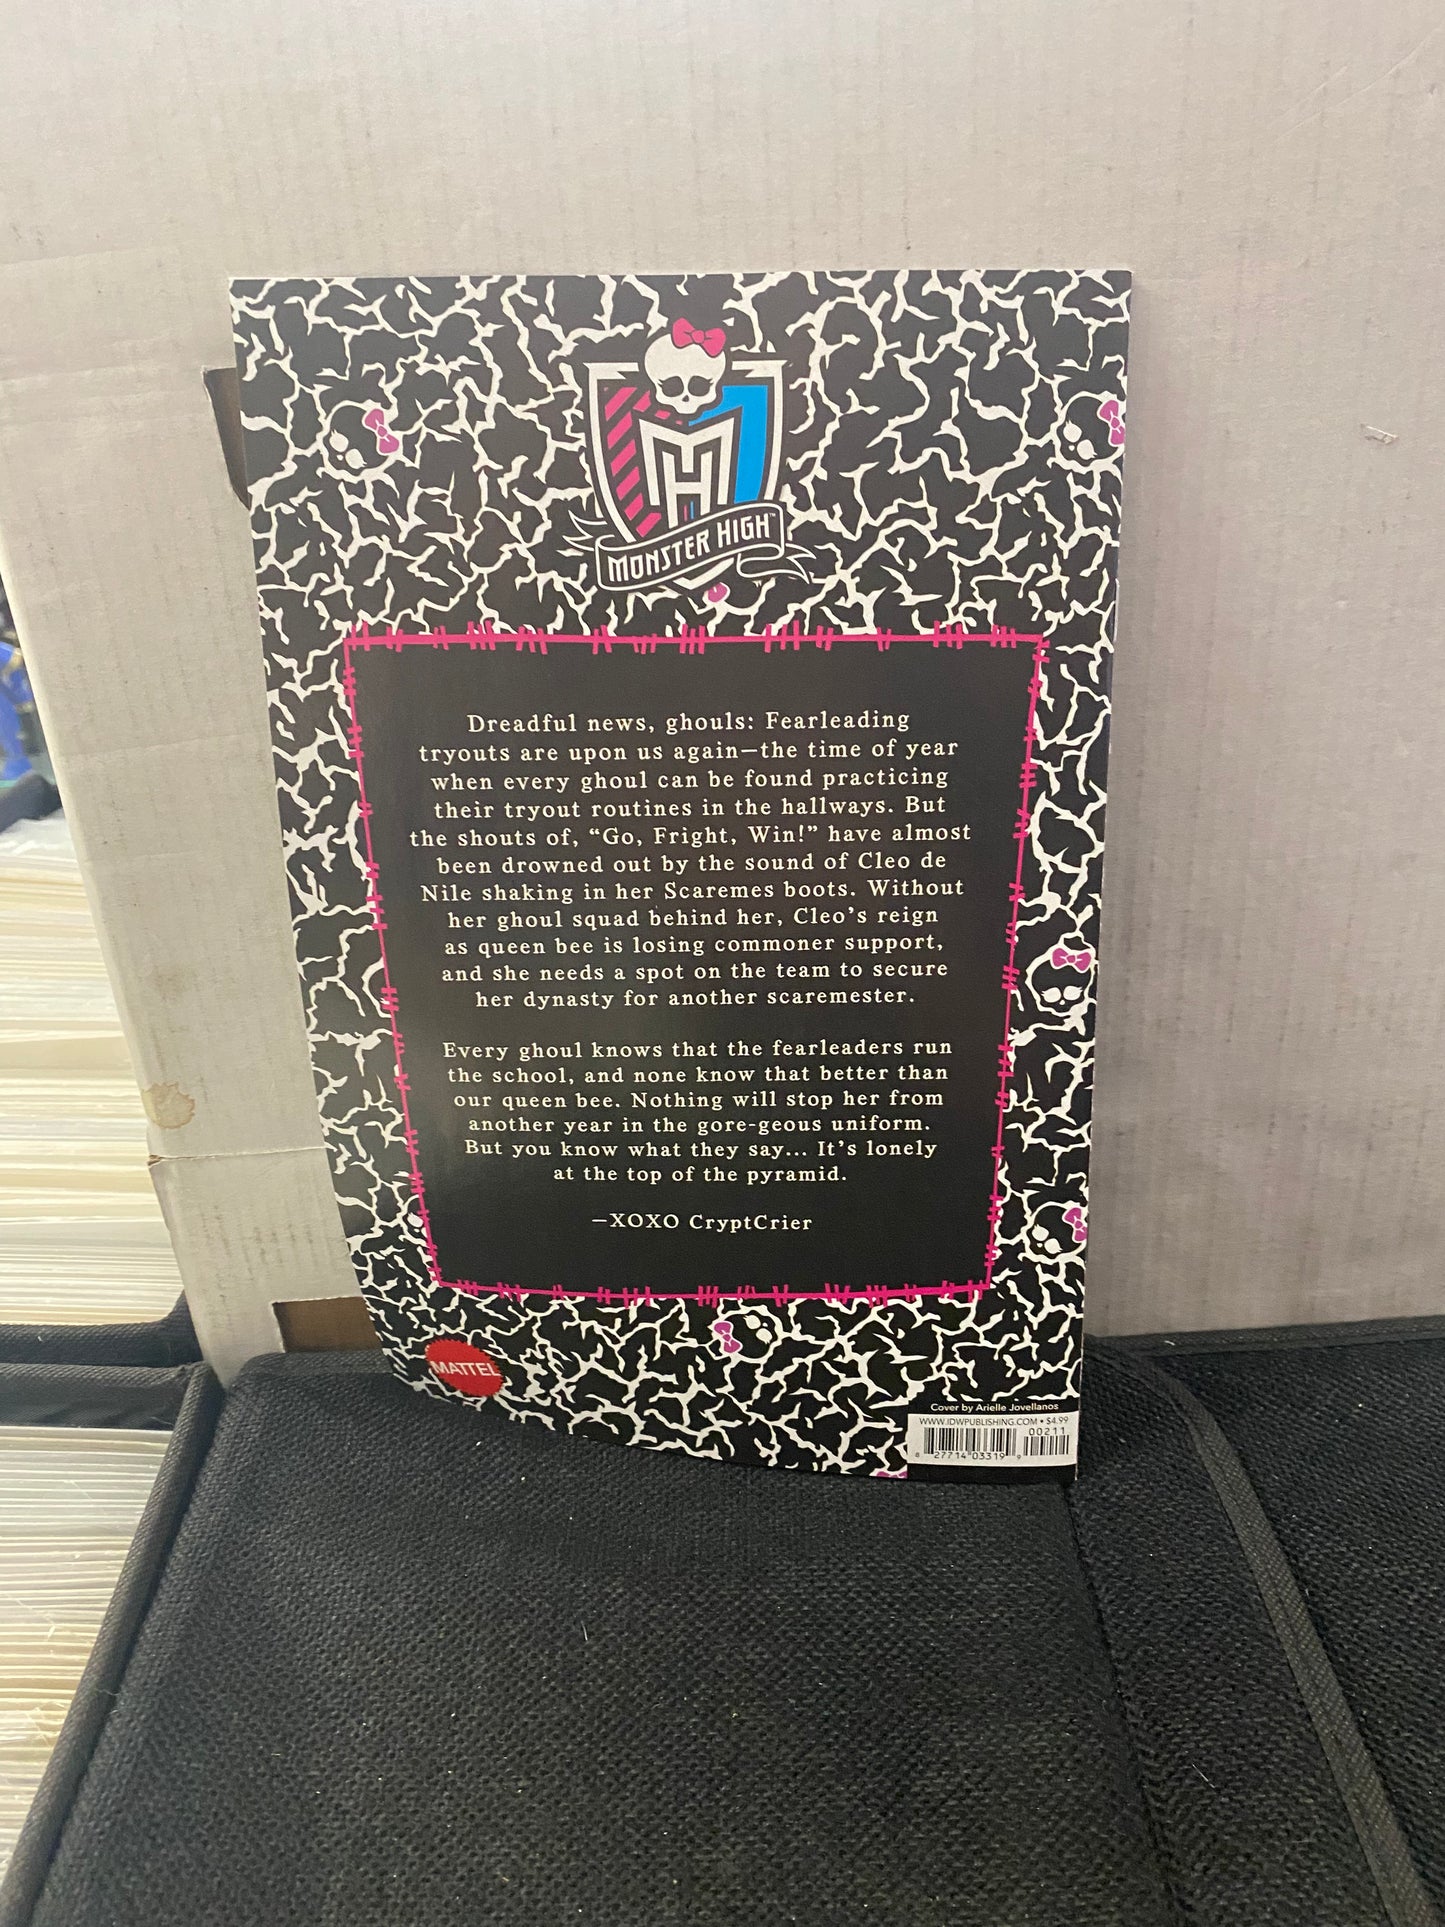 MH
MONSTER HIGH™
Dreadful news, ghouls: Fearleading
tryouts are upon us again—the time of year
when every ghoul can be found practicing
their tryout routines in the hallways. But
the shouts of, “Go, Fright, Win!” have almost
been drowned out by the sound of Cleo de
Nile shaking in her Scaremes boots. Without
her ghoul squad behind her, Cleo’s reign
as queen bee is losing commoner support,
and she needs a spot on the team to secure
her dynasty for another scaremester.
Every ghoul knows that the fearleaders run
the school, and none know that better than
our queen bee. Nothing will stop her from
another year in the gore-geous uniform.
But you know what they say... It’s lonely
at the top of the pyramid.
—XOXO CryptCrier
MATTEL
Cover by Arielle Jovellanos
WWW.IDWPUBLISHING.COM • $4.99
00211
8 27714 03319 9